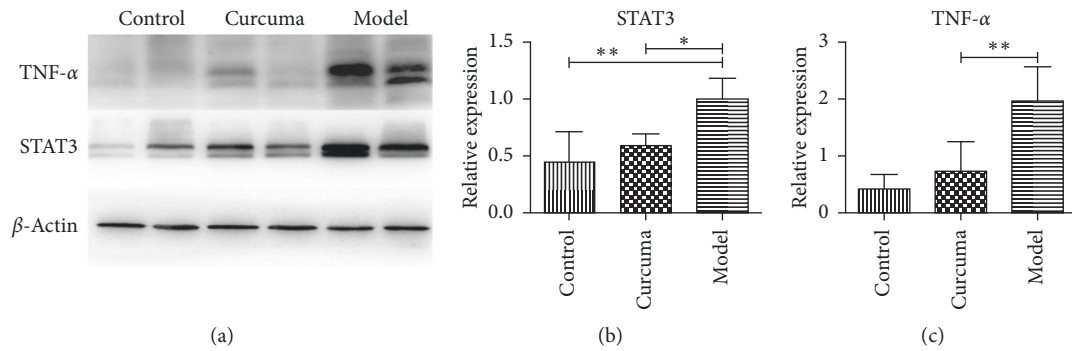 Control Curcuma Model
TNF-α
STAT3
β-Actin
(a)
STAT3
Relative expression
1.5
1.0
0.5
0.0
** *
Control
Curcuma
Model
(b)
TNF-α
Relative expression
3
2
1
0
**
Control
Curcuma
Model
(c)